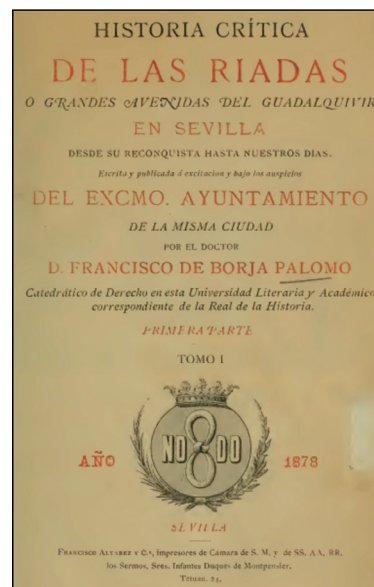 HISTORIA CRÍTICA
DE LAS RIADAS
O GRANDES AVENIDAS DEL GUADALQUIVIR
EN SEVILLA
DESDE SU RECONQUISTA HASTA NUESTROS DIAS.
Escrita y publicada á excitacion y bajo los auspicios
DEL EXCMO. AYUNTAMIENTO
DE LA MISMA CIUDAD
POR EL DOCTOR
D. FRANCISCO DE BORJA PALOMO
Catedrático de Derecho en esta Universidad Literaria y Académico
correspondiente de la Real de la Historia.
PRIMERA PARTE
TOMO I
AÑO NO8DO 1878
SEVILLA
FRANCISCO ALVAREZ Y C.ª, Impresores de Cámara de S. M. y de SS. AA. RR.
los Sermos. Sres. Infantes Duques de Montpensier,
Tetuan 24.